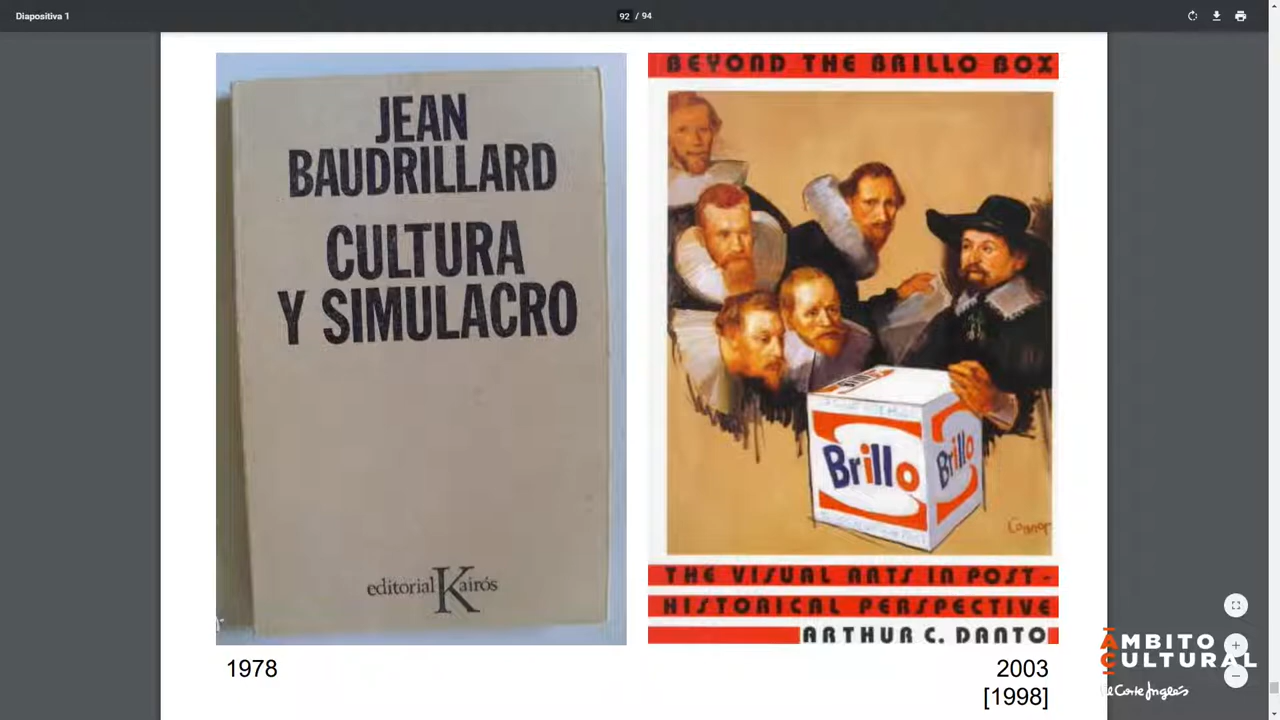 Diapositiva 1
92 / 94
JEAN
BAUDRILLARD
CULTURA
Y SIMULACRO
editorial Kairós
1978
BEYOND THE BRILLO BOX
Brillo
Brillo
Connor
THE VISUAL ARTS IN POST-
HISTORICAL PERSPECTIVE
ARTHUR C. DANTO
2003
[1998]
ÁMBITO
CULTURAL
El Corte Inglés